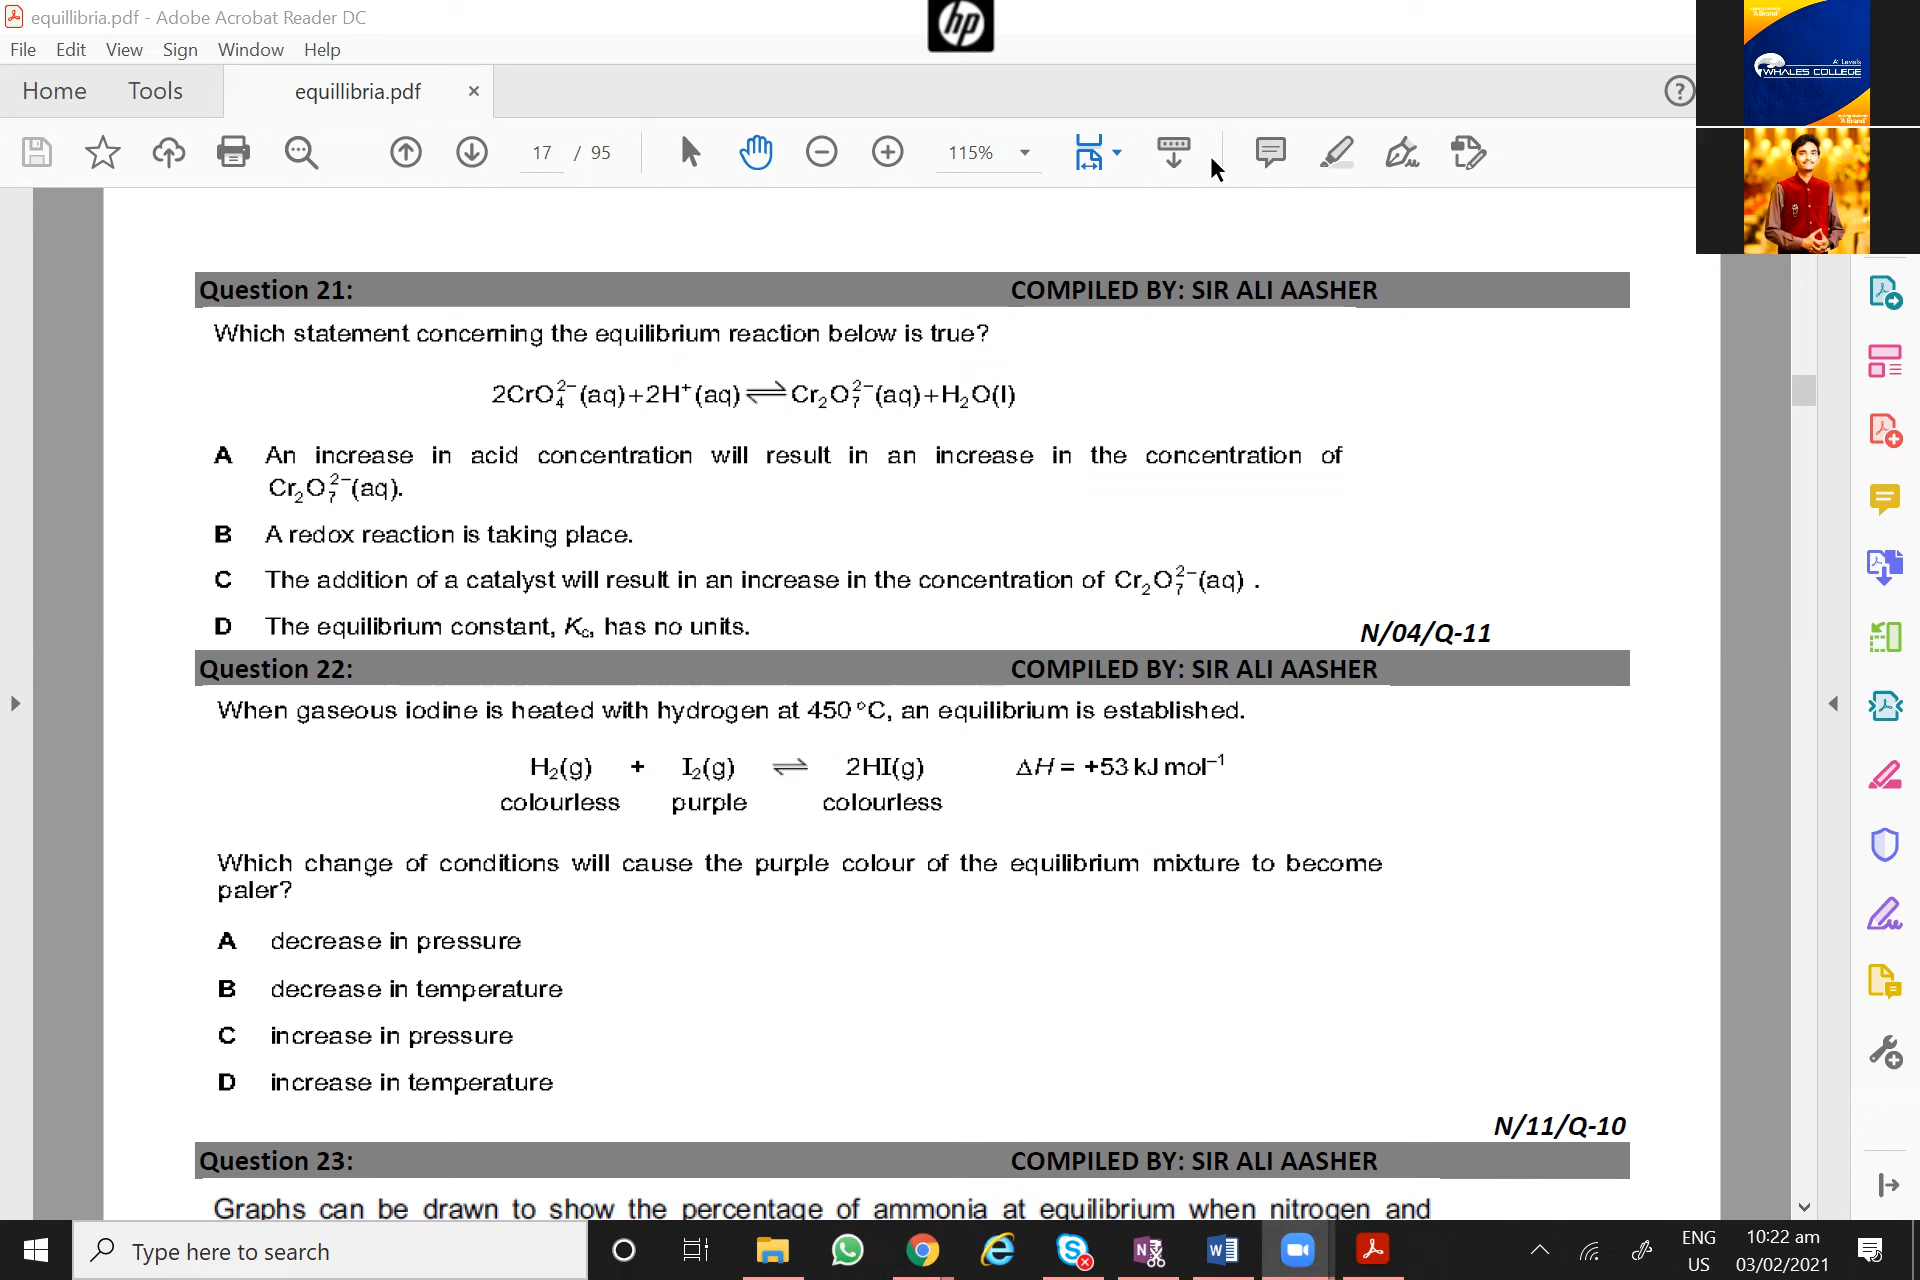 equillibria.pdf - Adobe Acrobat Reader DC
File Edit View Sign Window Help
Home Tools equillibria.pdf ×
17 / 95 115%
hp
A' Levels
WHALES COLLEGE
Question 21: COMPILED BY: SIR ALI AASHER
Which statement concerning the equilibrium reaction below is true?
2CrO₄²⁻(aq)+2H⁺(aq)⇌Cr₂O₇²⁻(aq)+H₂O(l)
A An increase in acid concentration will result in an increase in the concentration of
Cr₂O₇²⁻(aq).
B A redox reaction is taking place.
C The addition of a catalyst will result in an increase in the concentration of Cr₂O₇²⁻(aq) .
D The equilibrium constant, Kc, has no units.
N/04/Q-11
Question 22: COMPILED BY: SIR ALI AASHER
When gaseous iodine is heated with hydrogen at 450 °C, an equilibrium is established.
H₂(g) + I₂(g) ⇌ 2HI(g) ΔH = +53 kJ mol⁻¹
colourless purple colourless
Which change of conditions will cause the purple colour of the equilibrium mixture to become
paler?
A decrease in pressure
B decrease in temperature
C increase in pressure
D increase in temperature
N/11/Q-10
Question 23: COMPILED BY: SIR ALI AASHER
Graphs can be drawn to show the percentage of ammonia at equilibrium when nitrogen and
Type here to search
ENG
US
10:22 am
03/02/2021